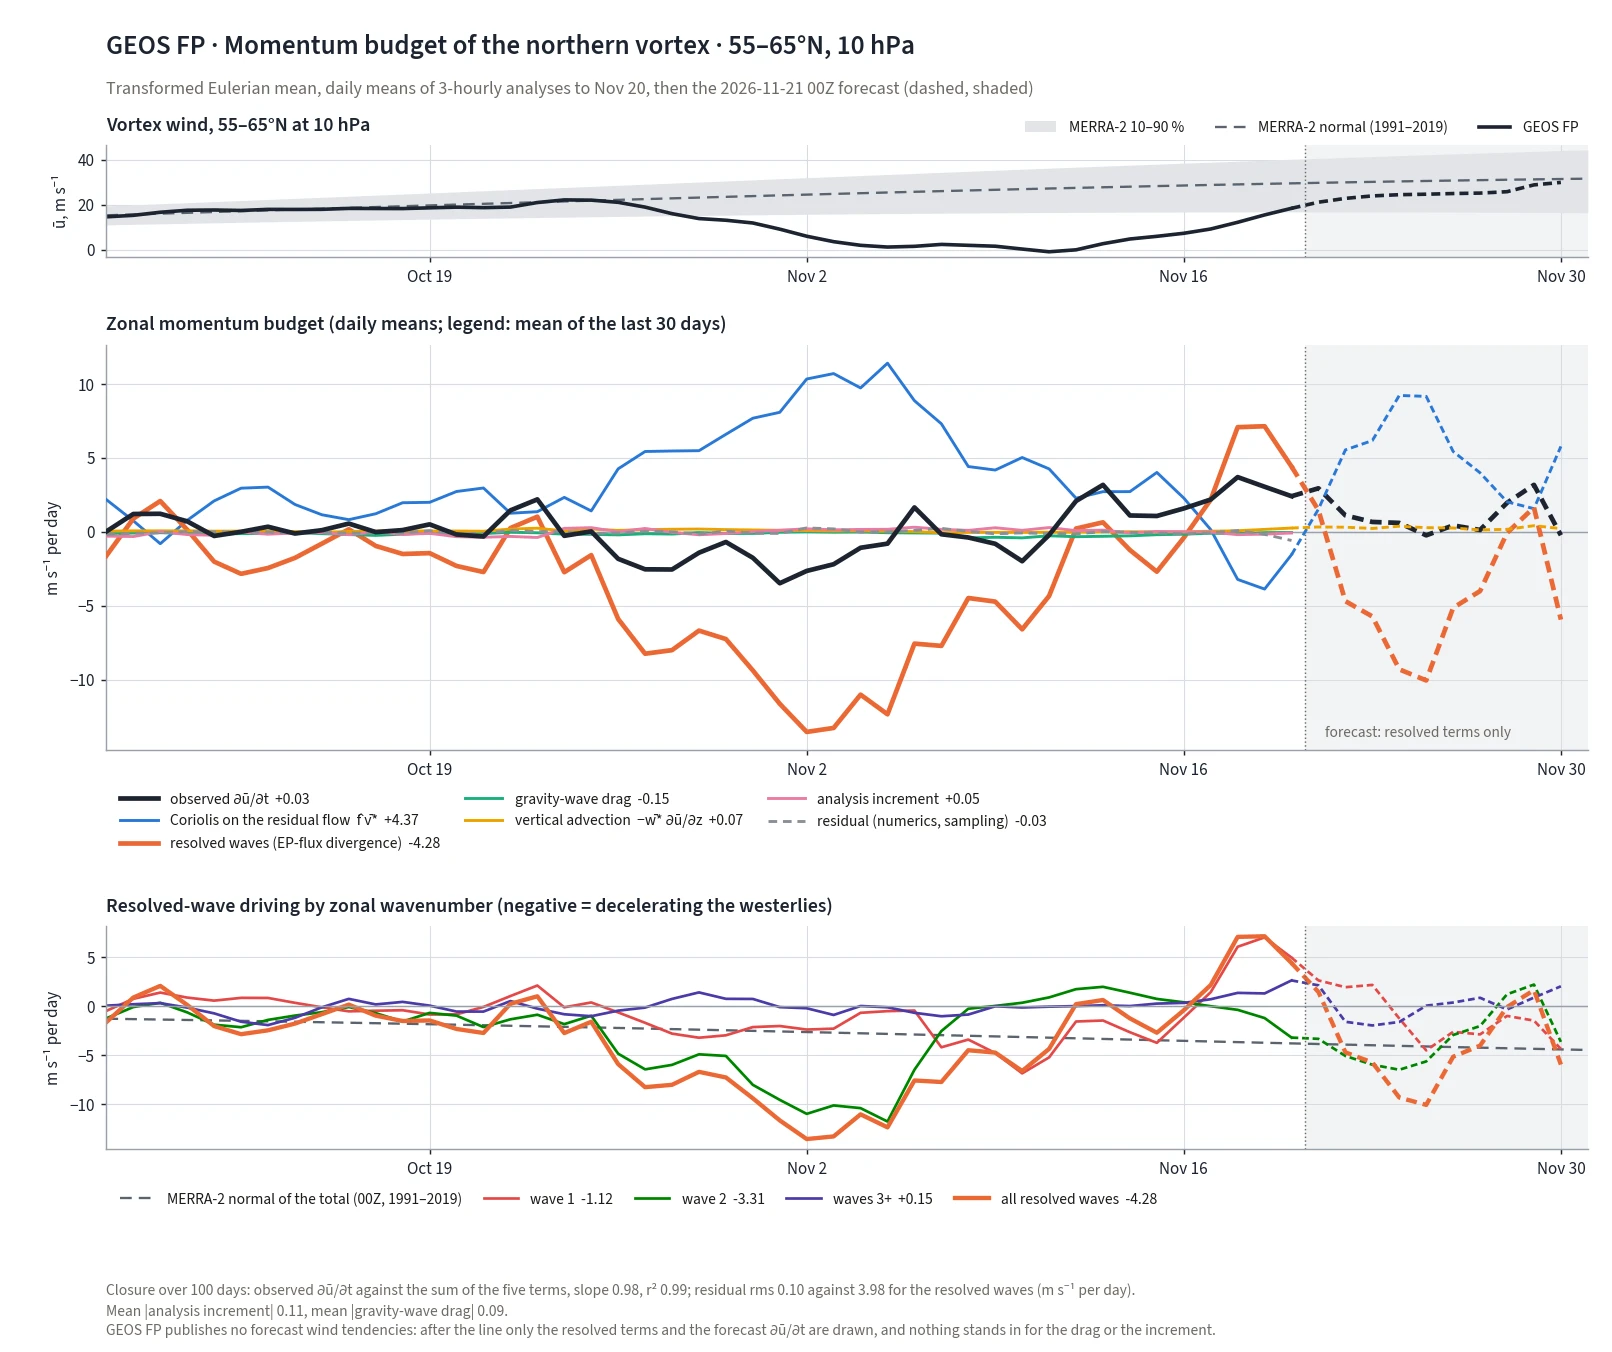 GEOS FP · Momentum budget of the northern vortex · 55–65°N, 10 hPa
Transformed Eulerian mean, daily means of 3-hourly analyses to Nov 20, then the 2026-11-21 00Z forecast (dashed, shaded)
Vortex wind, 55–65°N at 10 hPa
MERRA-2 10–90 %
MERRA-2 normal (1991–2019)
GEOS FP
ū, m s⁻¹
40
20
0
Oct 19
Nov 2
Nov 16
Nov 30
Zonal momentum budget (daily means; legend: mean of the last 30 days)
m s⁻¹ per day
10
5
0
−5
−10
forecast: resolved terms only
Oct 19
Nov 2
Nov 16
Nov 30
observed ∂ū/∂t +0.03
Coriolis on the residual flow f v̄* +4.37
resolved waves (EP-flux divergence) -4.28
gravity-wave drag -0.15
vertical advection −w̄* ∂ū/∂z +0.07
analysis increment +0.05
residual (numerics, sampling) -0.03
Resolved-wave driving by zonal wavenumber (negative = decelerating the westerlies)
m s⁻¹ per day
5
0
−5
−10
Oct 19
Nov 2
Nov 16
Nov 30
MERRA-2 normal of the total (00Z, 1991–2019)
wave 1 -1.12
wave 2 -3.31
waves 3+ +0.15
all resolved waves -4.28
Closure over 100 days: observed ∂ū/∂t against the sum of the five terms, slope 0.98, r² 0.99; residual rms 0.10 against 3.98 for the resolved waves (m s⁻¹ per day).
Mean |analysis increment| 0.11, mean |gravity-wave drag| 0.09.
GEOS FP publishes no forecast wind tendencies: after the line only the resolved terms and the forecast ∂ū/∂t are drawn, and nothing stands in for the drag or the increment.